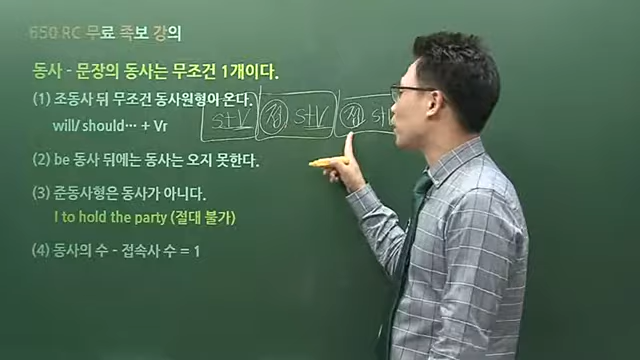 650 RC 무료 족보 강의
동사 - 문장의 동사는 무조건 1개이다.
(1) 조동사 뒤 무조건 동사원형이 온다.
will/should… + Vr
S+V 접 S+V 접 S+
(2) be 동사 뒤에는 동사는 오지 못한다.
(3) 준동사형은 동사가 아니다.
I to hold the party (절대 불가)
(4) 동사의 수 - 접속사 수 = 1